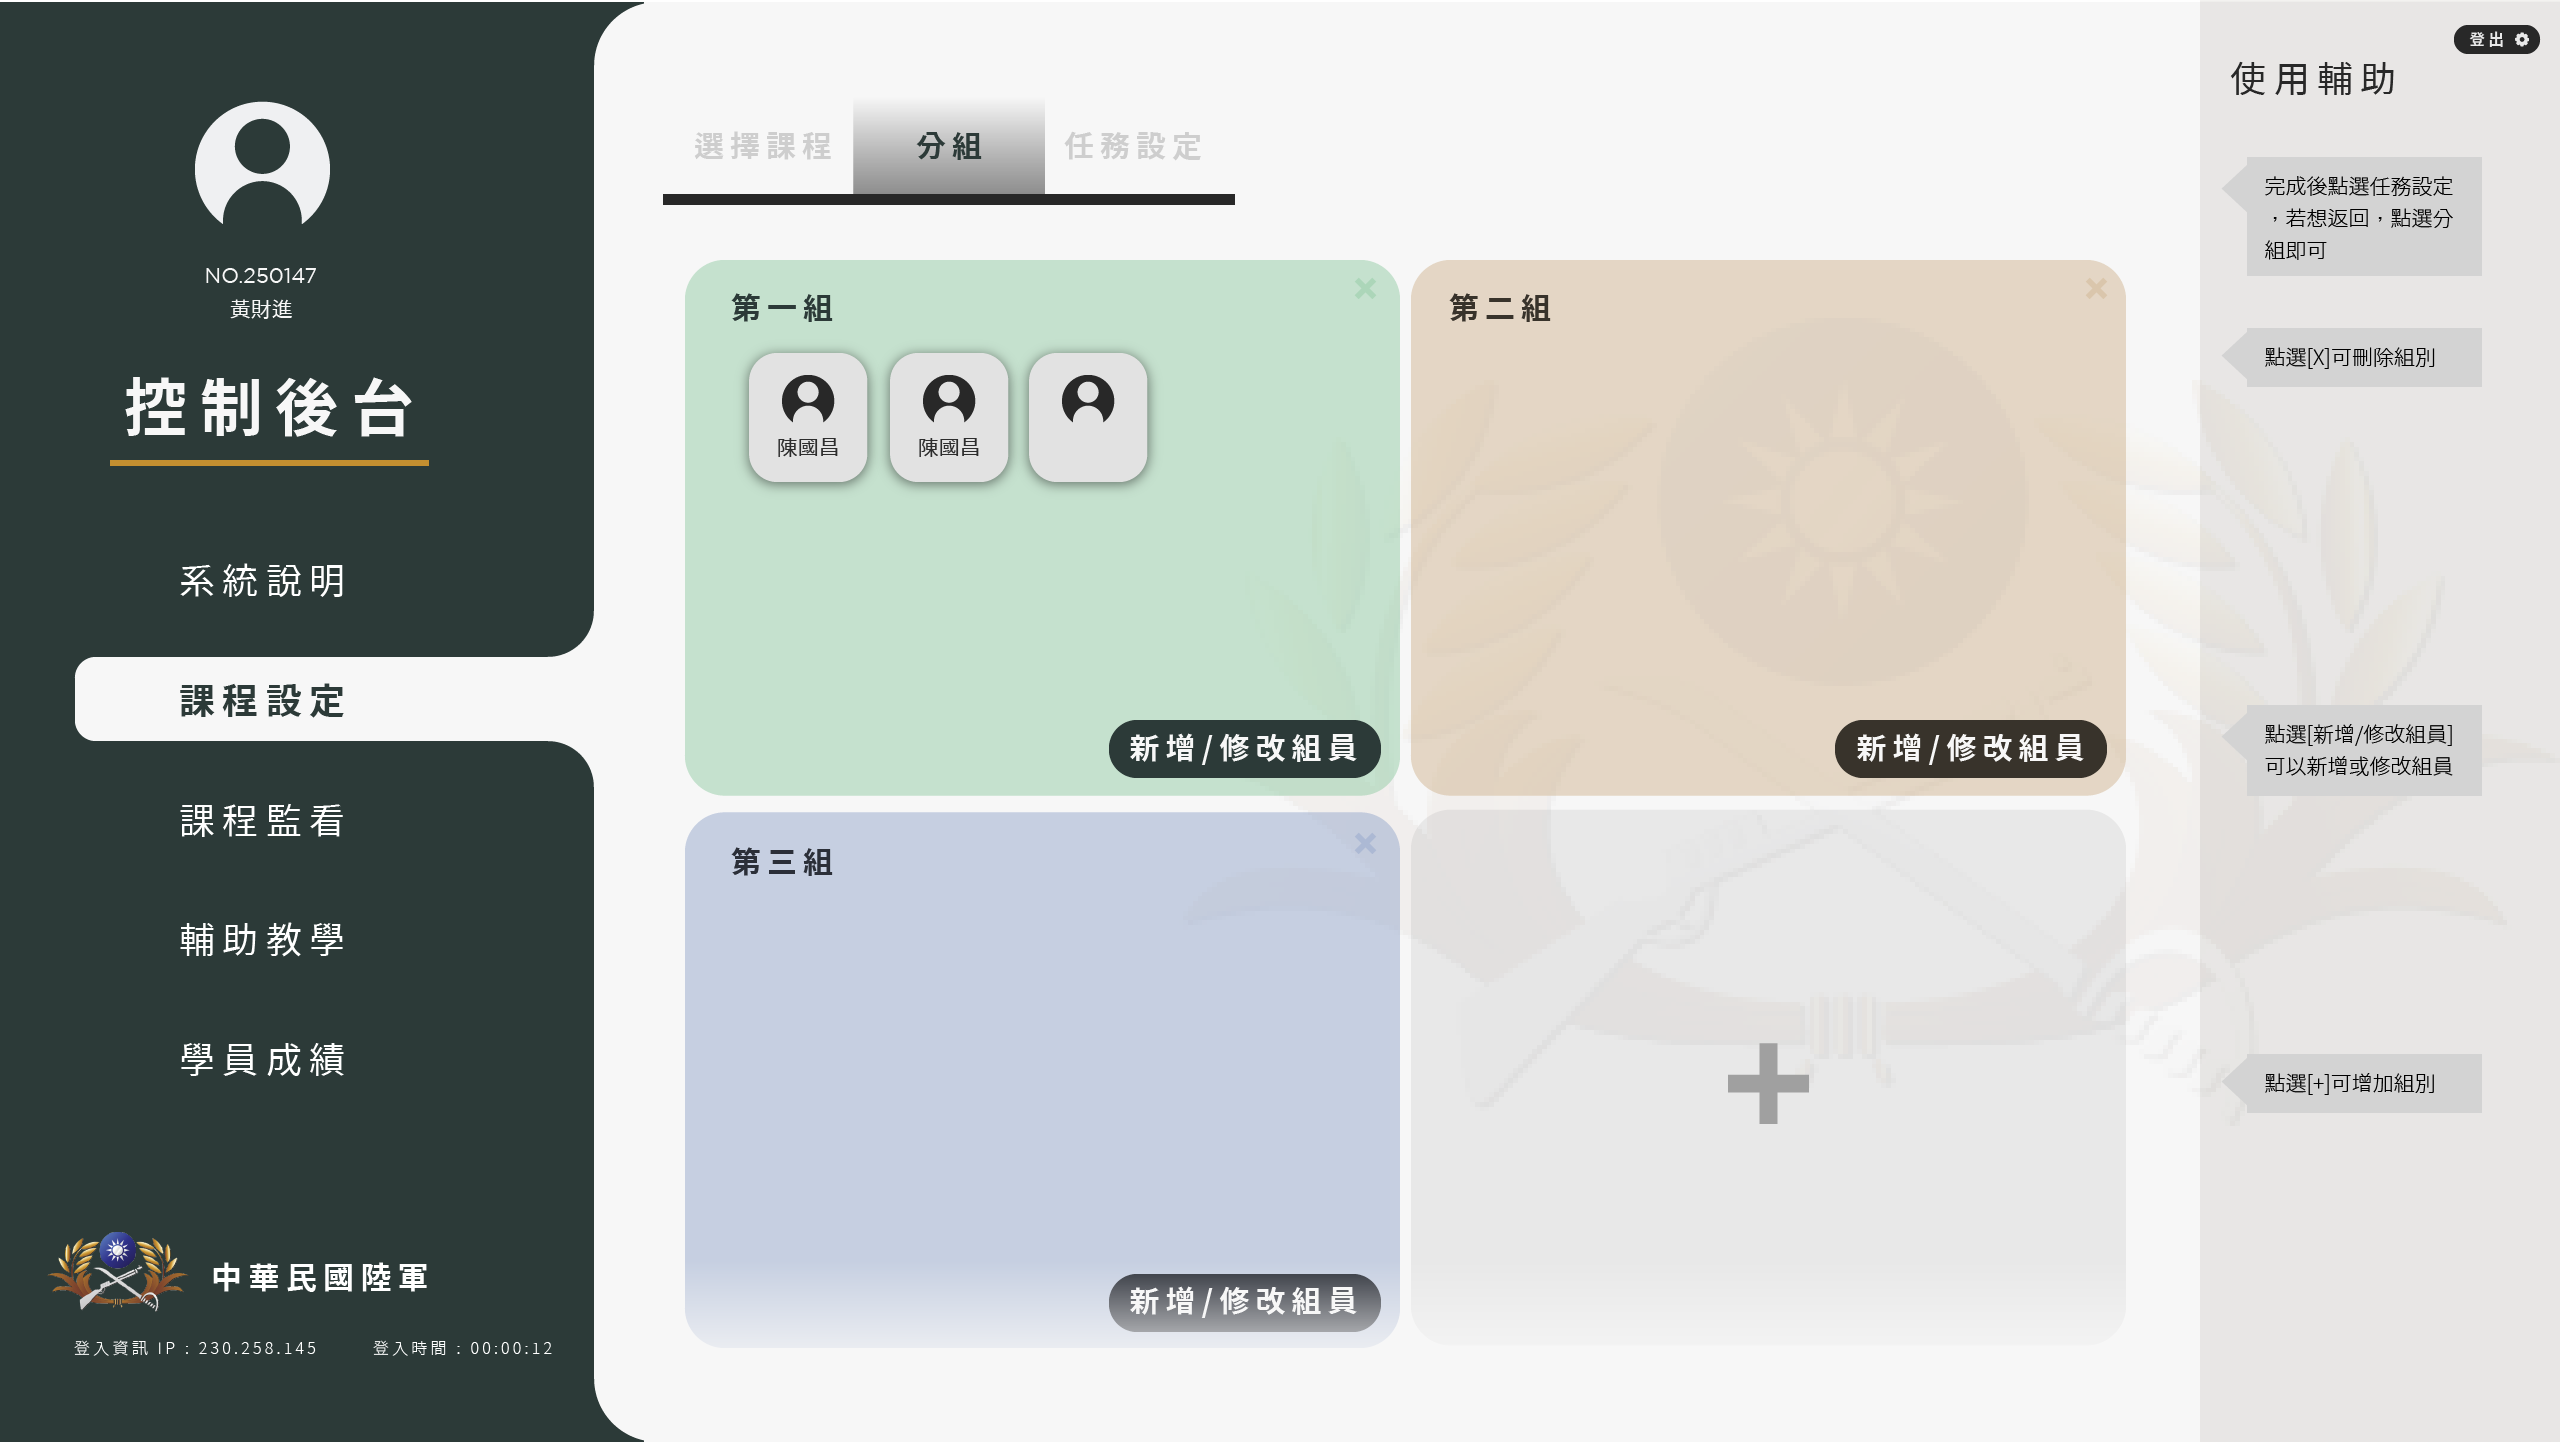 NO.250147
黃財進
控制後台
系統說明
課程設定
課程監看
輔助教學
學員成績
中華民國陸軍
登入資訊 IP : 230.258.145
登入時間 : 00:00:12
選擇課程
分組
任務設定
第一組
陳國昌
陳國昌
新增/修改組員
第二組
新增/修改組員
第三組
新增/修改組員
登出
使用輔助
完成後點選任務設定
，若想返回，點選分
組即可
點選[X]可刪除組別
點選[新增/修改組員]
可以新增或修改組員
點選[+]可增加組別